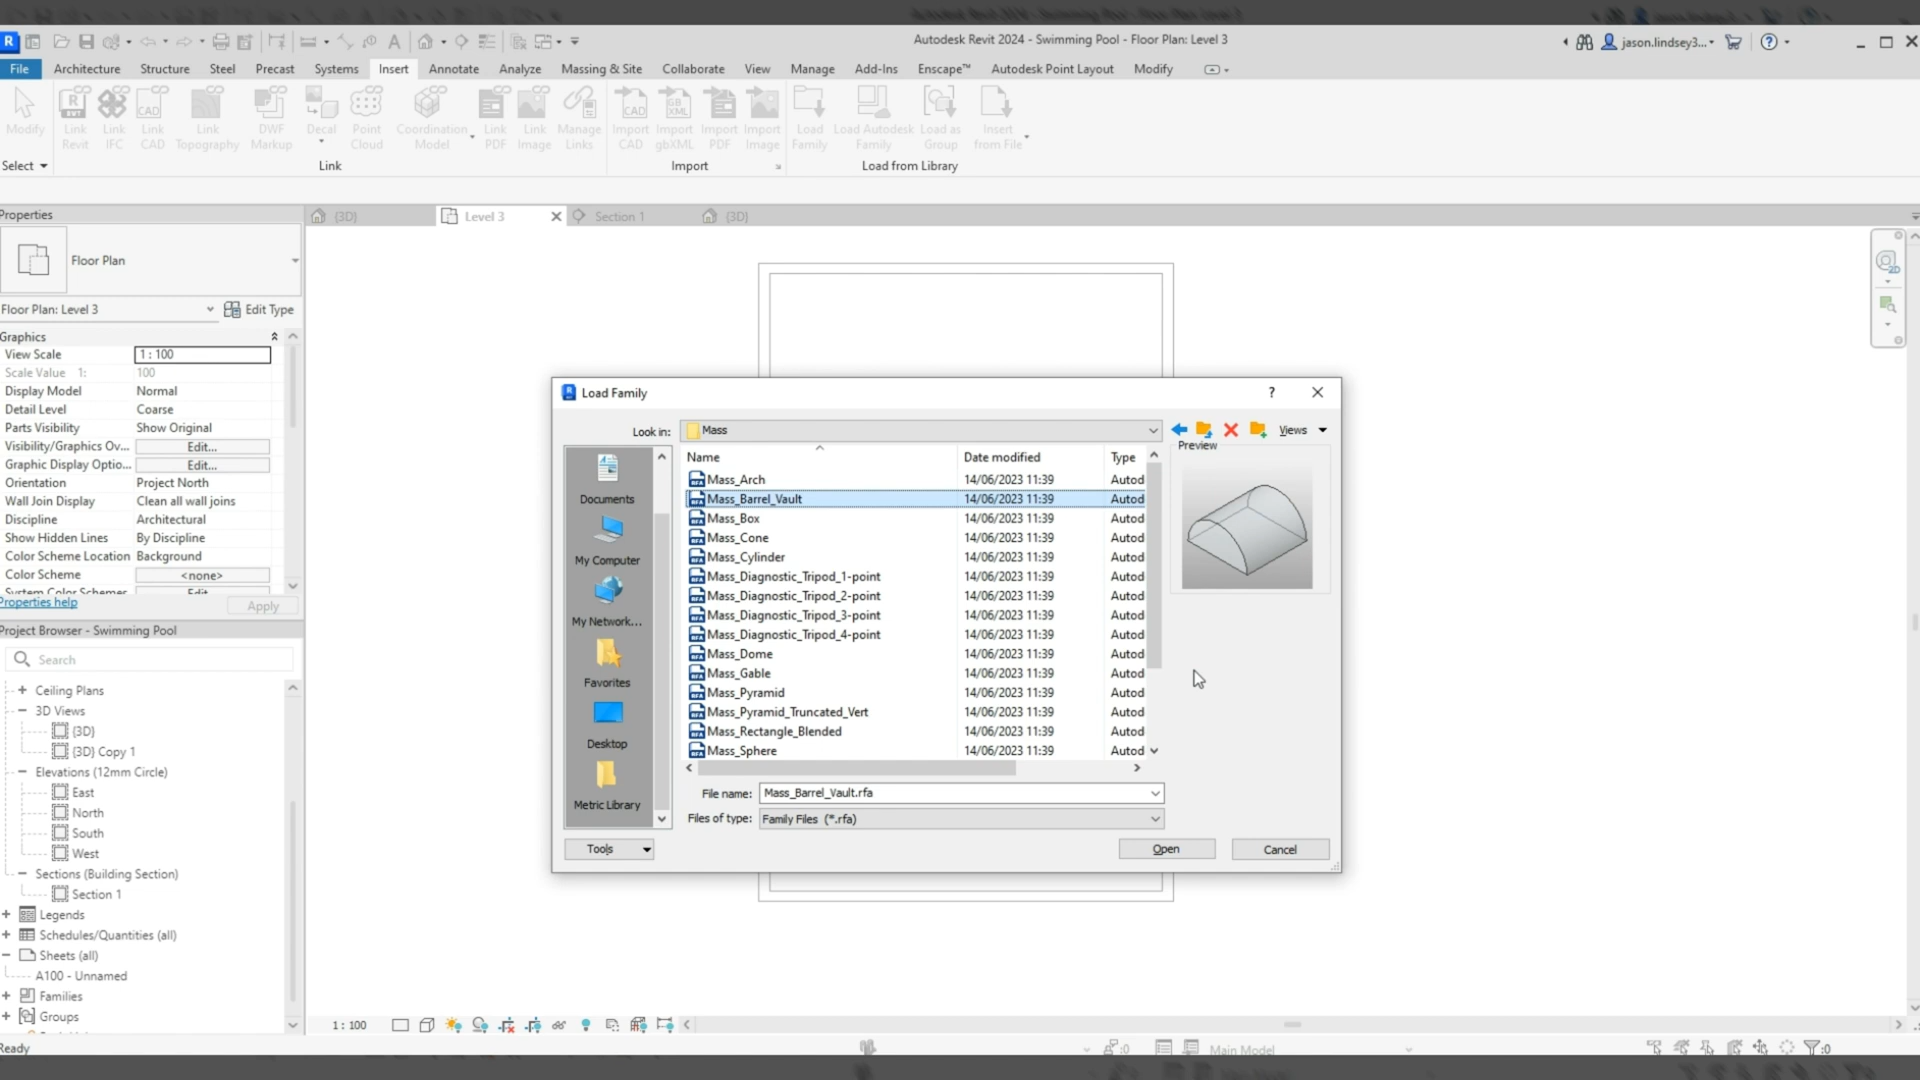 Autodesk Revit 2024 - Swimming Pool - Floor Plan: Level 3
jason.lindsey3...
File Architecture Structure Steel Precast Systems Insert Annotate Analyze Massing & Site Collaborate View Manage Add-Ins Enscape™ Autodesk Point Layout Modify
Modify
Link Revit
Link IFC
Link CAD
Link Topography
DWF Markup
Decal
Point Cloud
Coordination Model
Link PDF
Link Image
Manage Links
Import CAD
Import gbXML
Import PDF
Import Image
Load Family
Load Autodesk Family
Load as Group
Insert from File
Select
Link
Import
Load from Library
Properties
{3D}
Level 3
Section 1
{3D}
Floor Plan
Floor Plan: Level 3
Edit Type
Graphics
View Scale 1 : 100
Scale Value 1: 100
Display Model Normal
Detail Level Coarse
Parts Visibility Show Original
Visibility/Graphics Ov... Edit...
Graphic Display Optio... Edit...
Orientation Project North
Wall Join Display Clean all wall joins
Discipline Architectural
Show Hidden Lines By Discipline
Color Scheme Location Background
Color Scheme <none>
Properties help
Apply
Project Browser - Swimming Pool
Search
Ceiling Plans
3D Views
{3D}
{3D} Copy 1
Elevations (12mm Circle)
East
North
South
West
Sections (Building Section)
Section 1
Legends
Schedules/Quantities (all)
Sheets (all)
A100 - Unnamed
Families
Groups
Load Family
?
Look in: Mass
Views
Documents
My Computer
My Network...
Favorites
Desktop
Metric Library
Name Date modified Type
Mass_Arch 14/06/2023 11:39 Autod
Mass_Barrel_Vault 14/06/2023 11:39 Autod
Mass_Box 14/06/2023 11:39 Autod
Mass_Cone 14/06/2023 11:39 Autod
Mass_Cylinder 14/06/2023 11:39 Autod
Mass_Diagnostic_Tripod_1-point 14/06/2023 11:39 Autod
Mass_Diagnostic_Tripod_2-point 14/06/2023 11:39 Autod
Mass_Diagnostic_Tripod_3-point 14/06/2023 11:39 Autod
Mass_Diagnostic_Tripod_4-point 14/06/2023 11:39 Autod
Mass_Dome 14/06/2023 11:39 Autod
Mass_Gable 14/06/2023 11:39 Autod
Mass_Pyramid 14/06/2023 11:39 Autod
Mass_Pyramid_Truncated_Vert 14/06/2023 11:39 Autod
Mass_Rectangle_Blended 14/06/2023 11:39 Autod
Mass_Sphere 14/06/2023 11:39 Autod
Preview
File name: Mass_Barrel_Vault.rfa
Files of type: Family Files (*.rfa)
Tools
Open
Cancel
1 : 100
Ready
:0
Main Model
:0